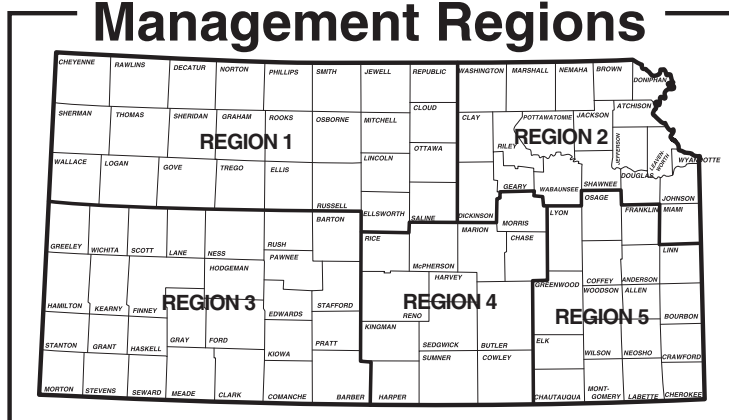 Management Regions
CHEYENNE RAWLINS DECATUR NORTON PHILLIPS SMITH JEWELL REPUBLIC WASHINGTON MARSHALL NEMAHA BROWN
DONIPHAN
ATCHISON
CLOUD
SHERMAN THOMAS SHERIDAN GRAHAM ROOKS OSBORNE MITCHELL CLAY POTTAWATOMIE JACKSON
REGION 1
REGION 2
RILEY
JEFFERSON
LEAVEN-
WORTH
WYANDOTTE
OTTAWA
LINCOLN
WALLACE LOGAN GOVE TREGO ELLIS
DOUGLAS
GEARY WABAUNSEE SHAWNEE
OSAGE
JOHNSON
RUSSELL
ELLSWORTH SALINE DICKINSON
MORRIS LYON FRANKLIN MIAMI
BARTON
RICE MARION
CHASE
GREELEY WICHITA SCOTT LANE NESS RUSH
PAWNEE
LINN
HODGEMAN
McPHERSON
HARVEY
COFFEY ANDERSON
GREENWOOD
WOODSON ALLEN
REGION 3
REGION 4
REGION 5
HAMILTON KEARNY FINNEY STAFFORD
EDWARDS
RENO
BOURBON
KINGMAN
STANTON GRANT HASKELL GRAY FORD PRATT
KIOWA
SEDGWICK BUTLER
ELK
SUMNER COWLEY
WILSON NEOSHO CRAWFORD
MORTON STEVENS SEWARD MEADE CLARK COMANCHE BARBER HARPER
CHAUTAUQUA
MONT-
GOMERY
LABETTE CHEROKEE